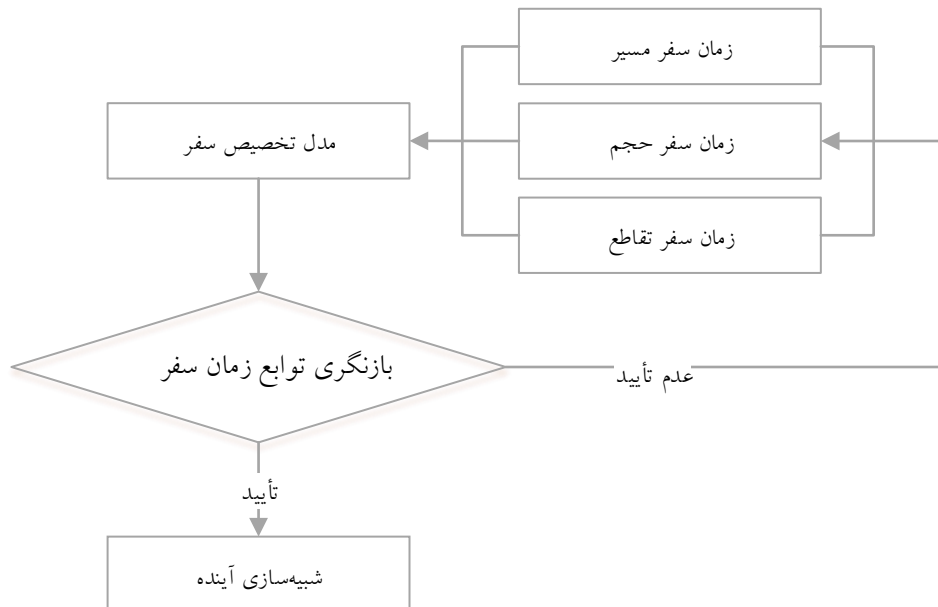 زمان سفر مسیر
زمان سفر حجم
مدل تخصیص سفر
زمان سفر تقاطع
بازنگری توابع زمان سفر
عدم تأیید
تأیید
شبیه‌سازی آینده